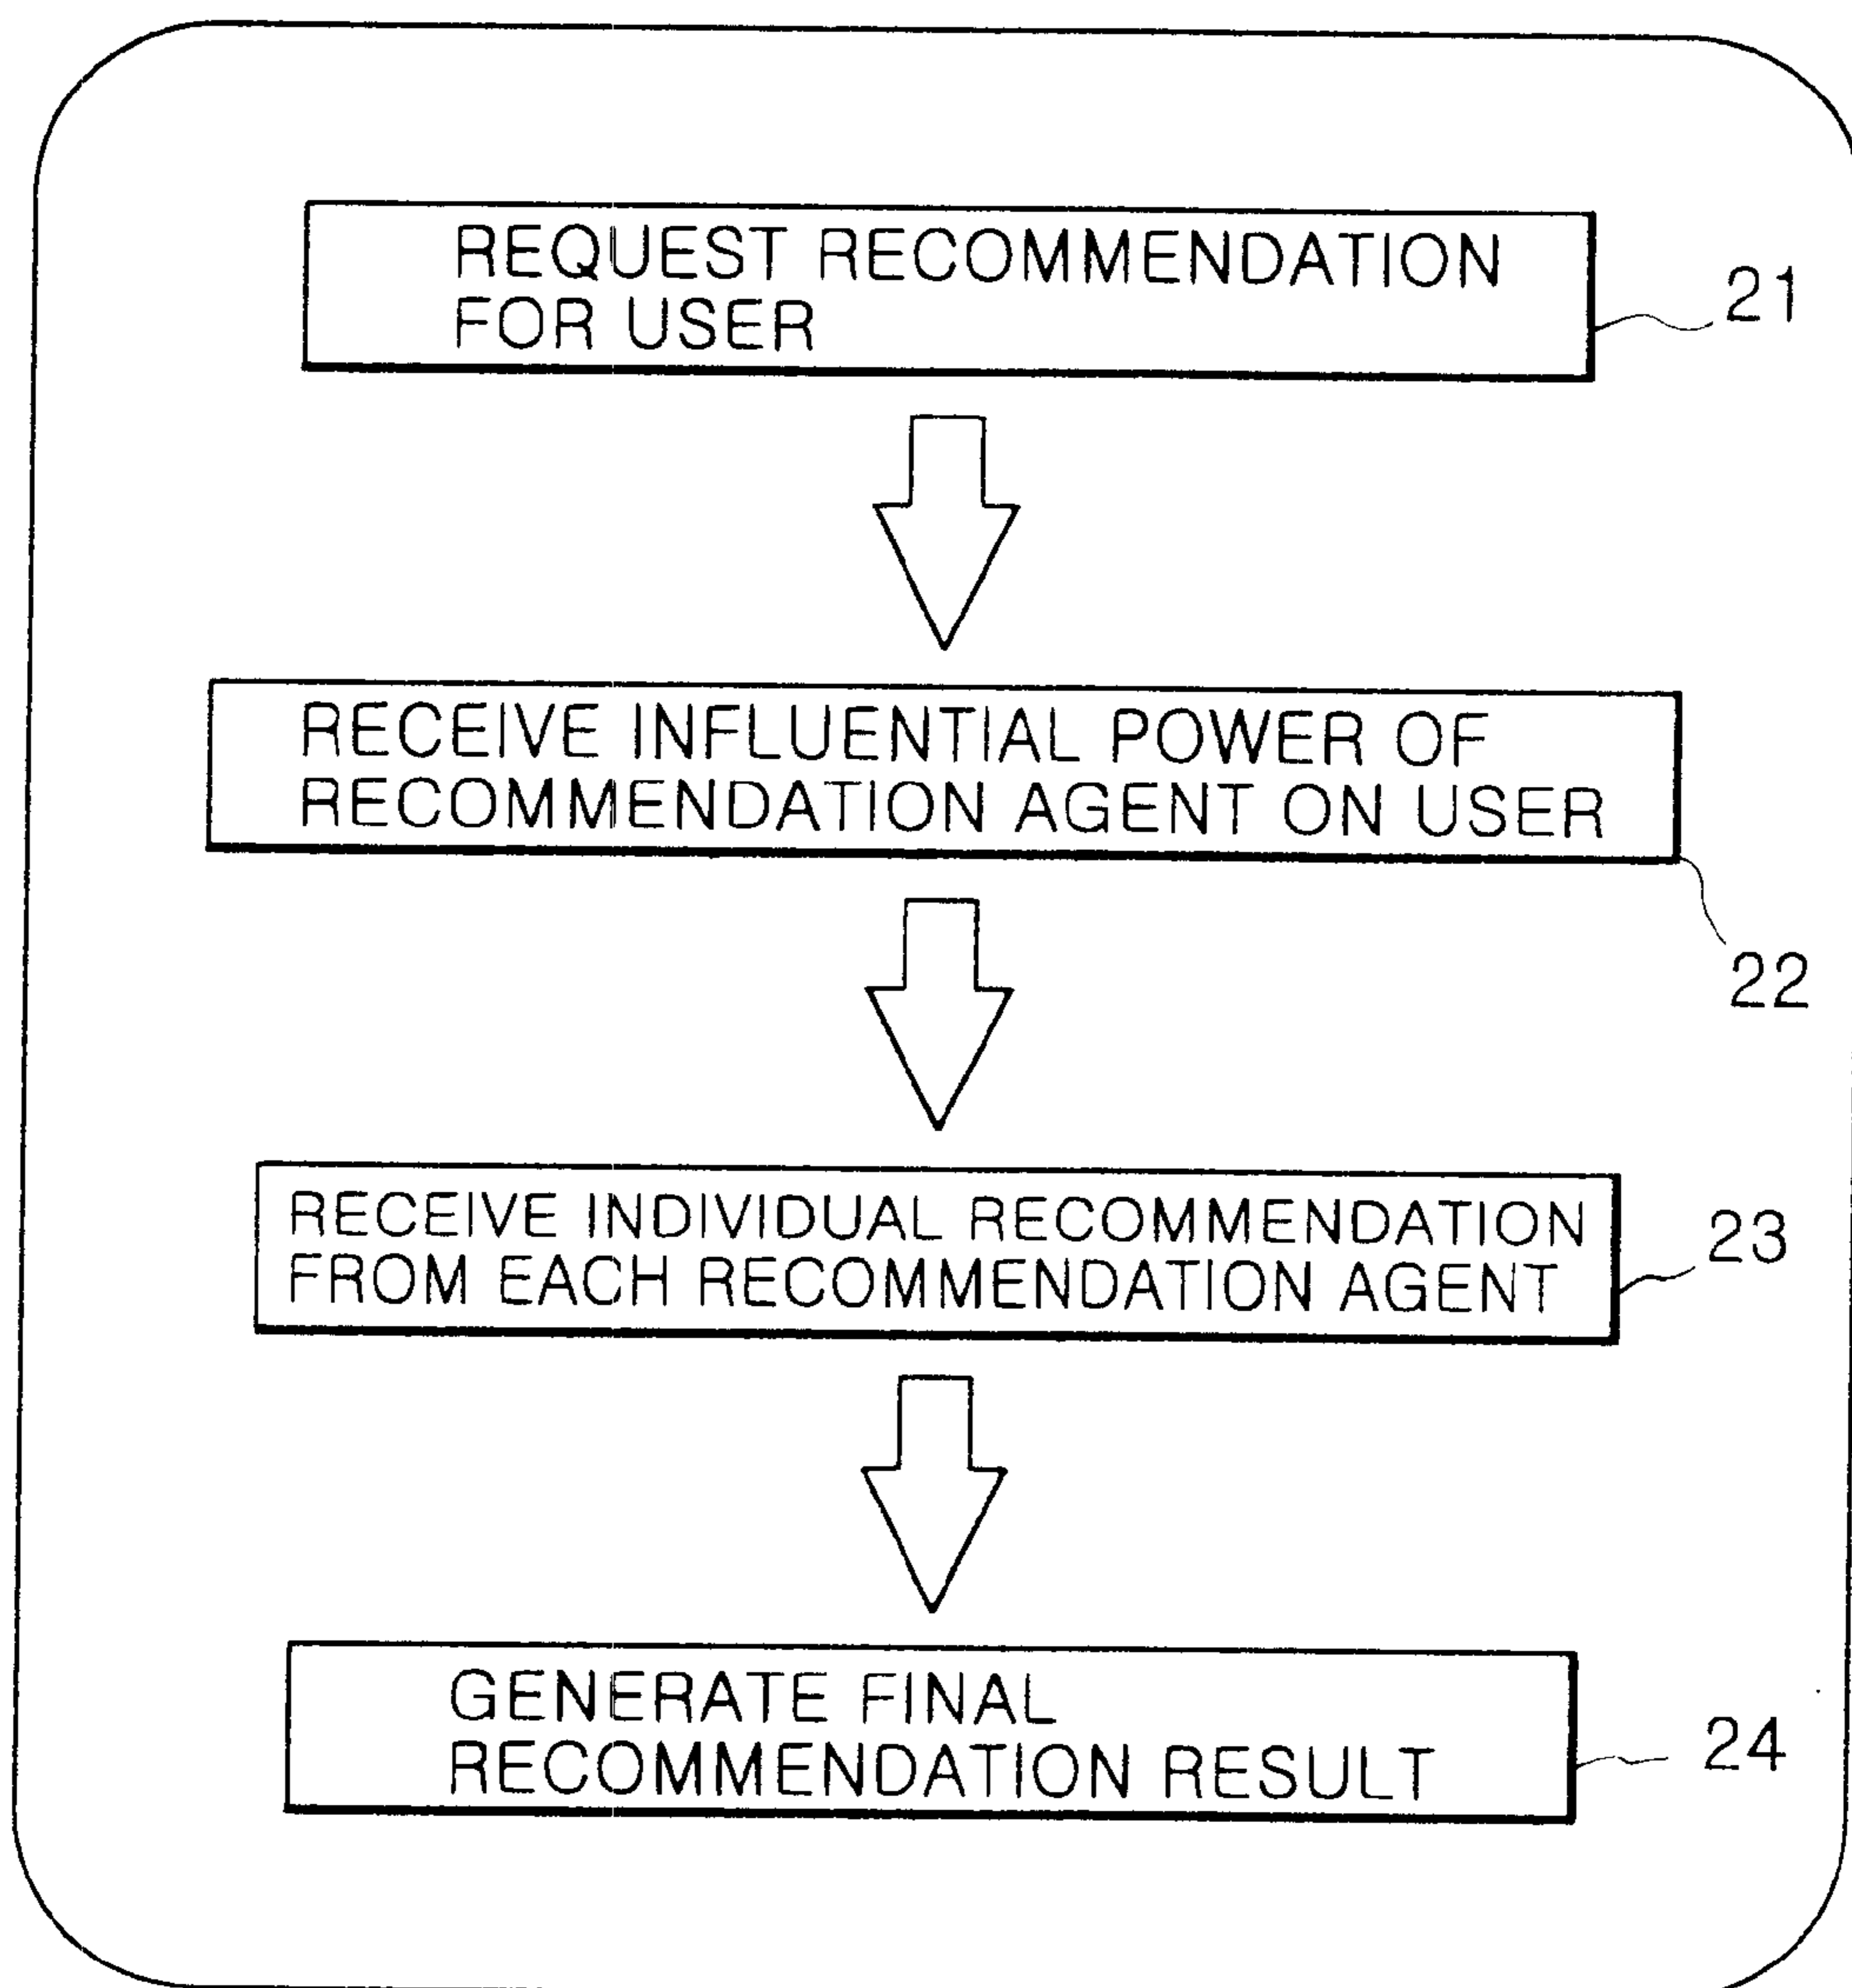 REQUEST RECOMMENDATION
FOR USER
21
RECEIVE INFLUENTIAL POWER OF
RECOMMENDATION AGENT ON USER
22
RECEIVE INDIVIDUAL RECOMMENDATION
FROM EACH RECOMMENDATION AGENT
23
GENERATE FINAL
RECOMMENDATION RESULT
24